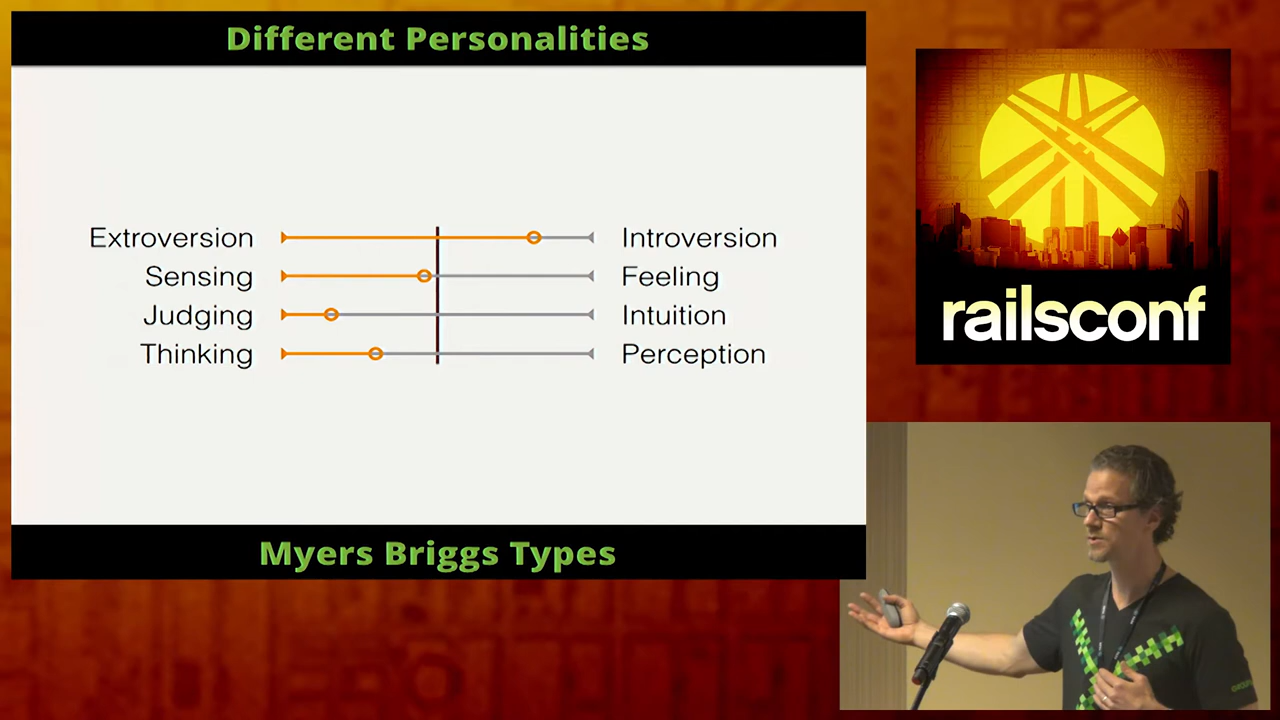 Different Personalities
Extroversion Introversion
Sensing Feeling
Judging Intuition
Thinking Perception
Myers Briggs Types
railsconf